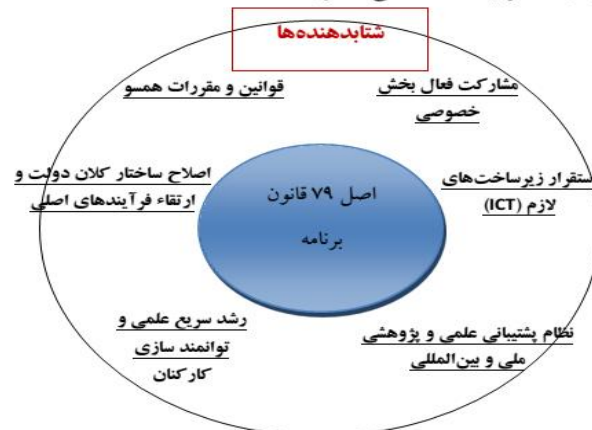 شتابدهنده‌ها
مشارکت فعال بخش
خصوصی
قوانین و مقررات همسو
ستقرار زیرساخت‌های
لازم (ICT)
اصل ۷۹ قانون
برنامه
اصلاح ساختار کلان دولت و
ارتقاء فرآیندهای اصلی
نظام پشتیبانی علمی و پژوهشی
ملی و بین‌المللی
رشد سریع علمی و
توانمند سازی
کارکنان